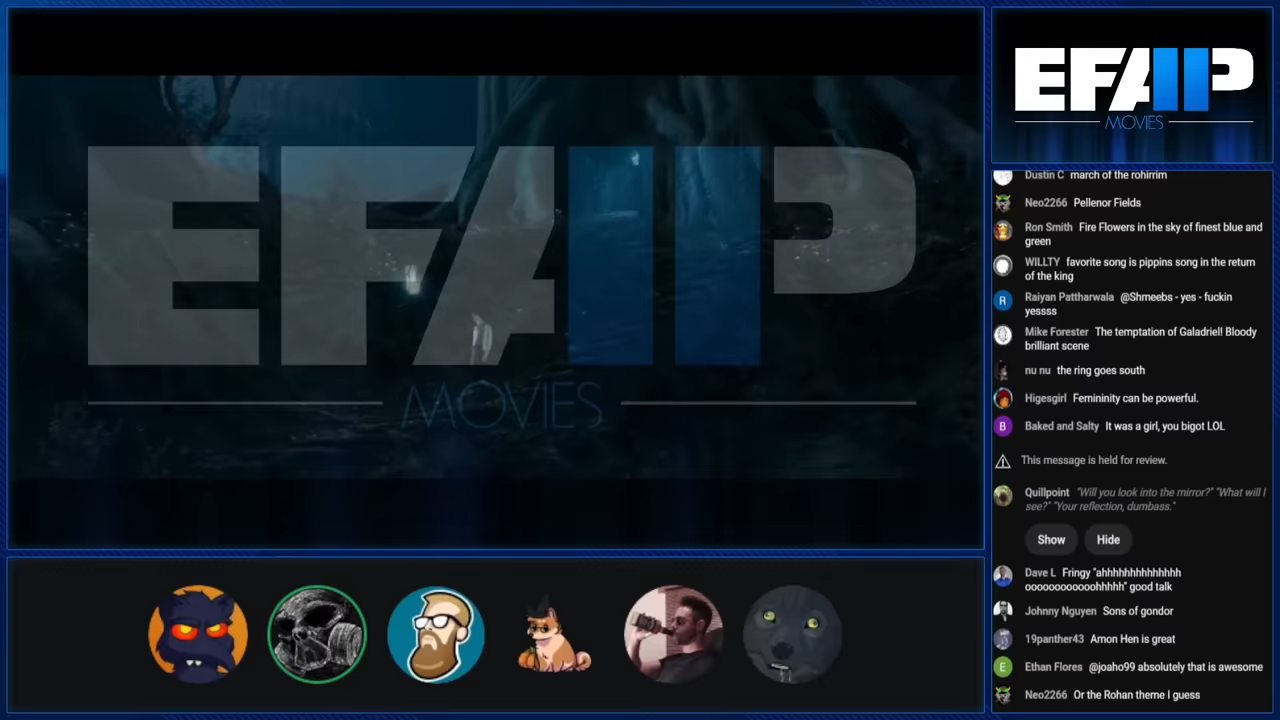 EFAP
MOVIES
EFAP
MOVIES
Dustin C march of the rohirrim
Neo2266 Pellenor Fields
Ron Smith Fire Flowers in the sky of finest blue and
green
WILLTY favorite song is pippins song in the return
of the king
R
Raiyan Pattharwala @Shmeebs - yes - fuckin
yessss
Mike Forester The temptation of Galadriel! Bloody
brilliant scene
nu nu the ring goes south
Higesgirl Femininity can be powerful.
B
Baked and Salty It was a girl, you bigot LOL
This message is held for review.
Quillpoint "Will you look into the mirror?" "What will I
see?" "Your reflection, dumbass."
Show Hide
Dave L Fringy "ahhhhhhhhhhhhhh
ooooooooooohhhhh" good talk
Johnny Nguyen Sons of gondor
19panther43 Amon Hen is great
E
Ethan Flores @joaho99 absolutely that is awesome
Neo2266 Or the Rohan theme I guess